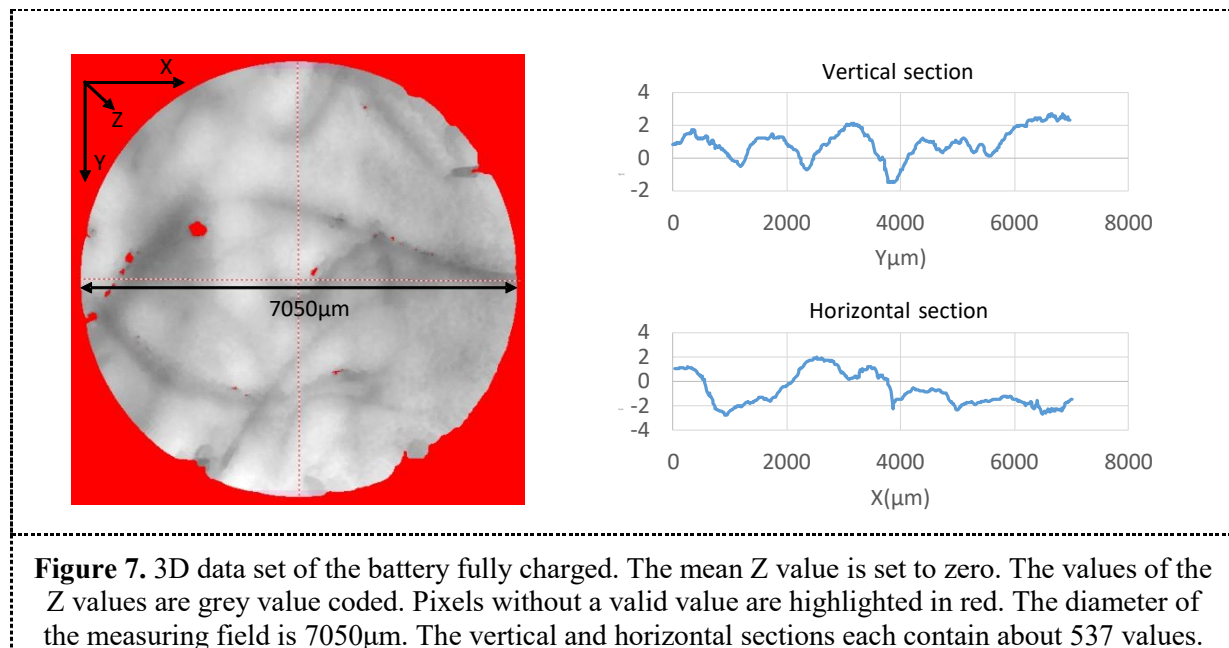 X
Z
Y
7050µm
Vertical section
4
2
0
-2
0 2000 4000 6000 8000
Yµm)
Horizontal section
4
2
0
-2
-4
0 2000 4000 6000 8000
X(µm)
Figure 7. 3D data set of the battery fully charged. The mean Z value is set to zero. The values of the
Z values are grey value coded. Pixels without a valid value are highlighted in red. The diameter of
the measuring field is 7050µm. The vertical and horizontal sections each contain about 537 values.